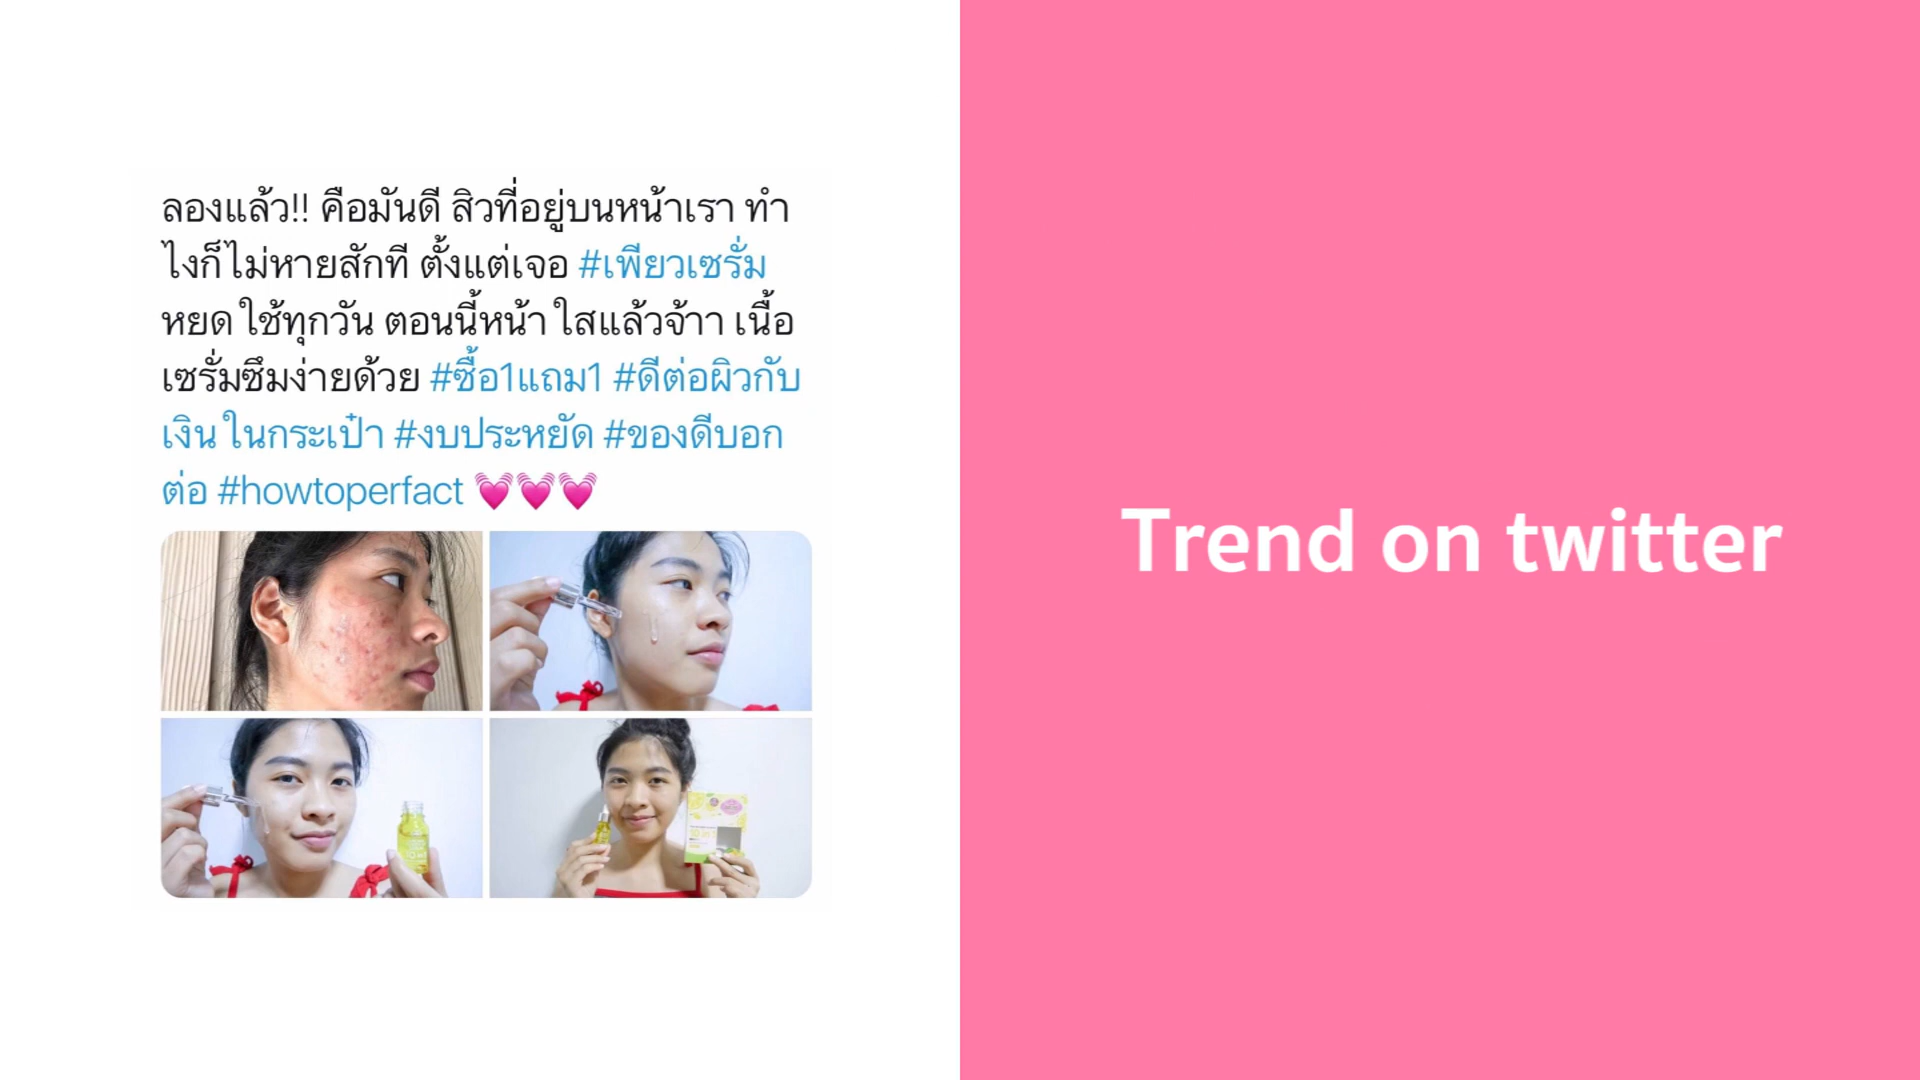 ลองแล้ว!! คือมันดี สิวที่อยู่บนหน้าเรา ทำ
ไงก็ไม่หายสักที ตั้งแต่เจอ #เพียวเซรั่ม
หยดใช้ทุกวัน ตอนนี้หน้าใสแล้วจ้าา เนื้อ
เซรั่มซึมง่ายด้วย #ซื้อ1แถม1 #ดีต่อผิวกับ
เงินในกระเป๋า #งบประหยัด #ของดีบอก
ต่อ #howtoperfact 💓💓💓
10 in 1
Trend on twitter